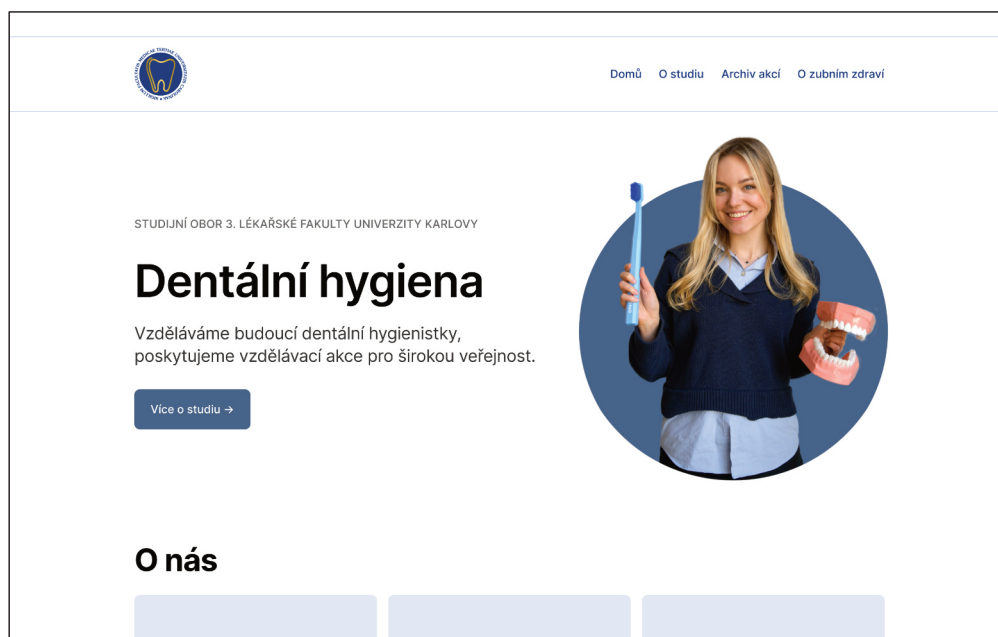 Domů O studiu Archiv akcí O zubním zdraví
STUDIJNÍ OBOR 3. LÉKAŘSKÉ FAKULTY UNIVERZITY KARLOVY
Dentální hygiena
Vzděláváme budoucí dentální hygienistky,
poskytujeme vzdělávací akce pro širokou veřejnost.
Více o studiu →
O nás